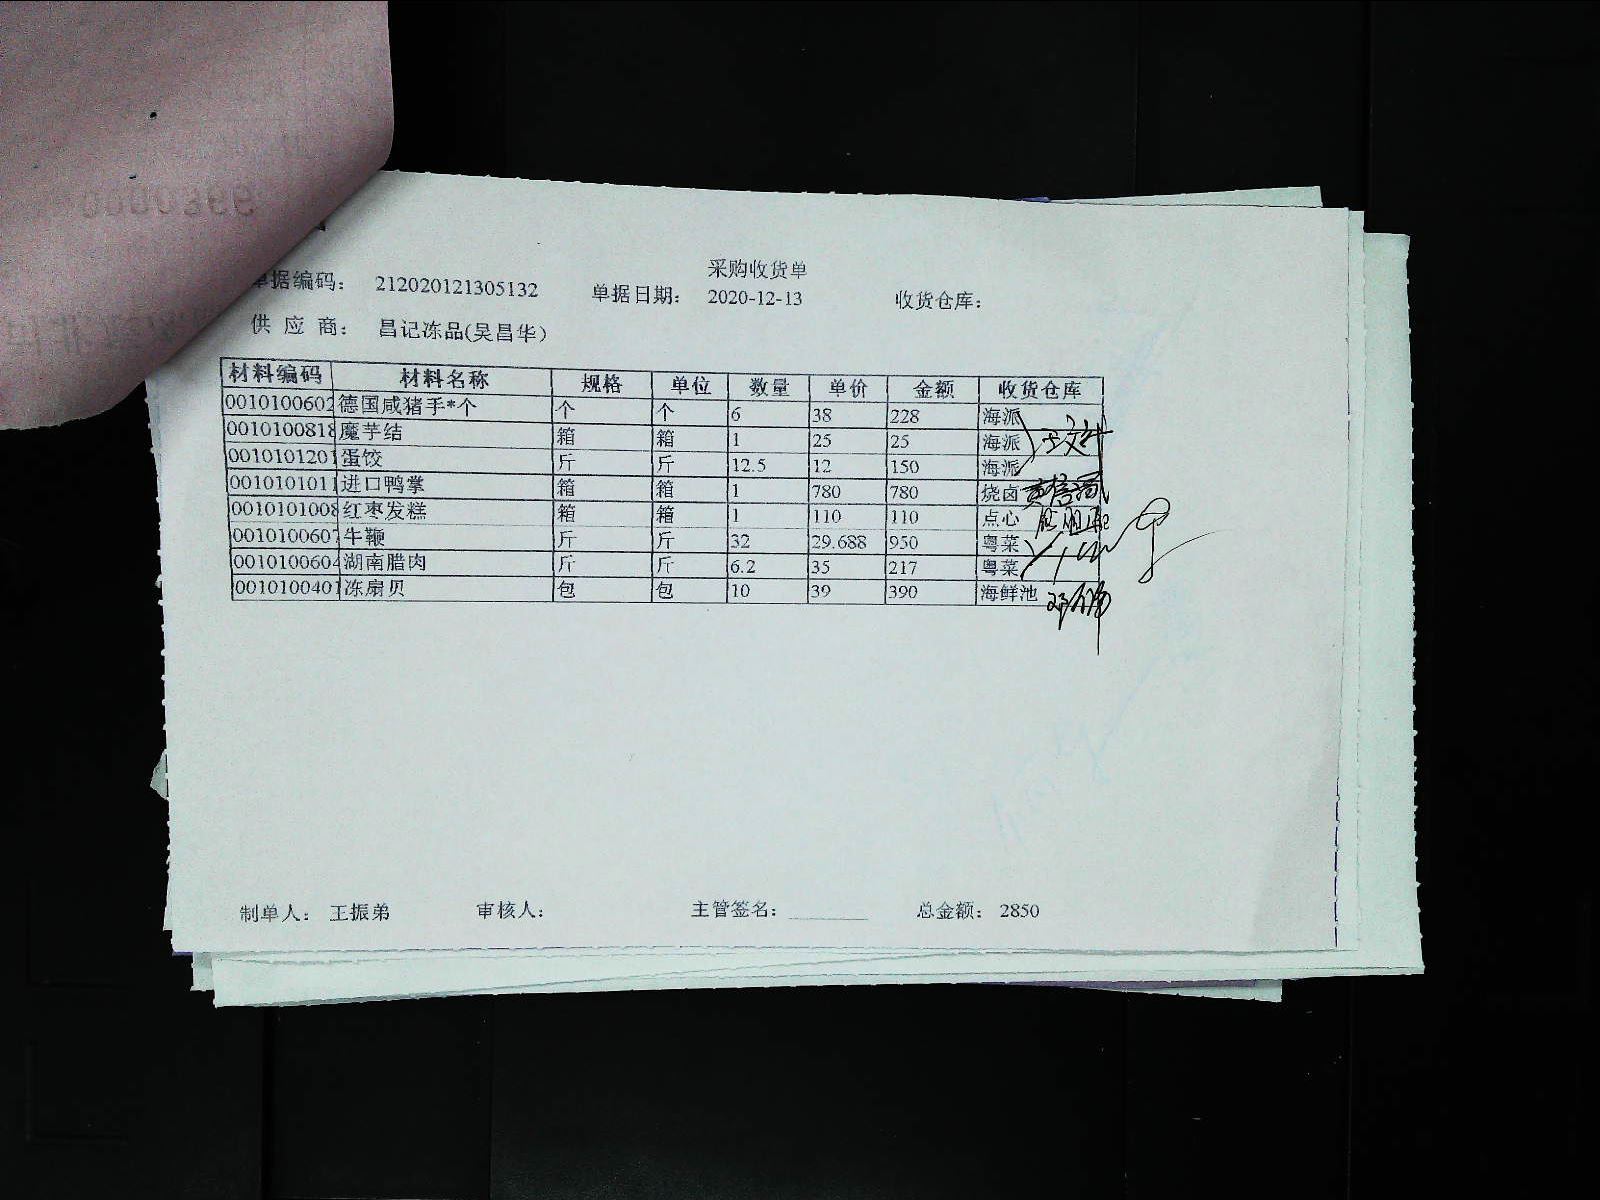 采购收货单
单据编码： 212020121305132 单据日期： 2020-12-13 收货仓库：
供 应 商： 昌记冻品(吴昌华）
材料编码 材料名称 规格 单位 数量 单价 金额 收货仓库
0010100602 德国咸猪手*个 个 个 6 38 228 海派
0010100818 魔芋结 箱 箱 1 25 25 海派
0010101201 蛋饺 斤 斤 12.5 12 150 海派
0010101011 进口鸭掌 箱 箱 1 780 780 烧卤
0010101008 红枣发糕 箱 箱 1 110 110 点心
0010100607 牛鞭 斤 斤 32 29.688 950 粤菜
0010100604 湖南腊肉 斤 斤 6.2 35 217 粤菜
0010100401 冻扇贝 包 包 10 39 390 海鲜池
制单人： 王振弟 审核人： 主管签名： 总金额： 2850